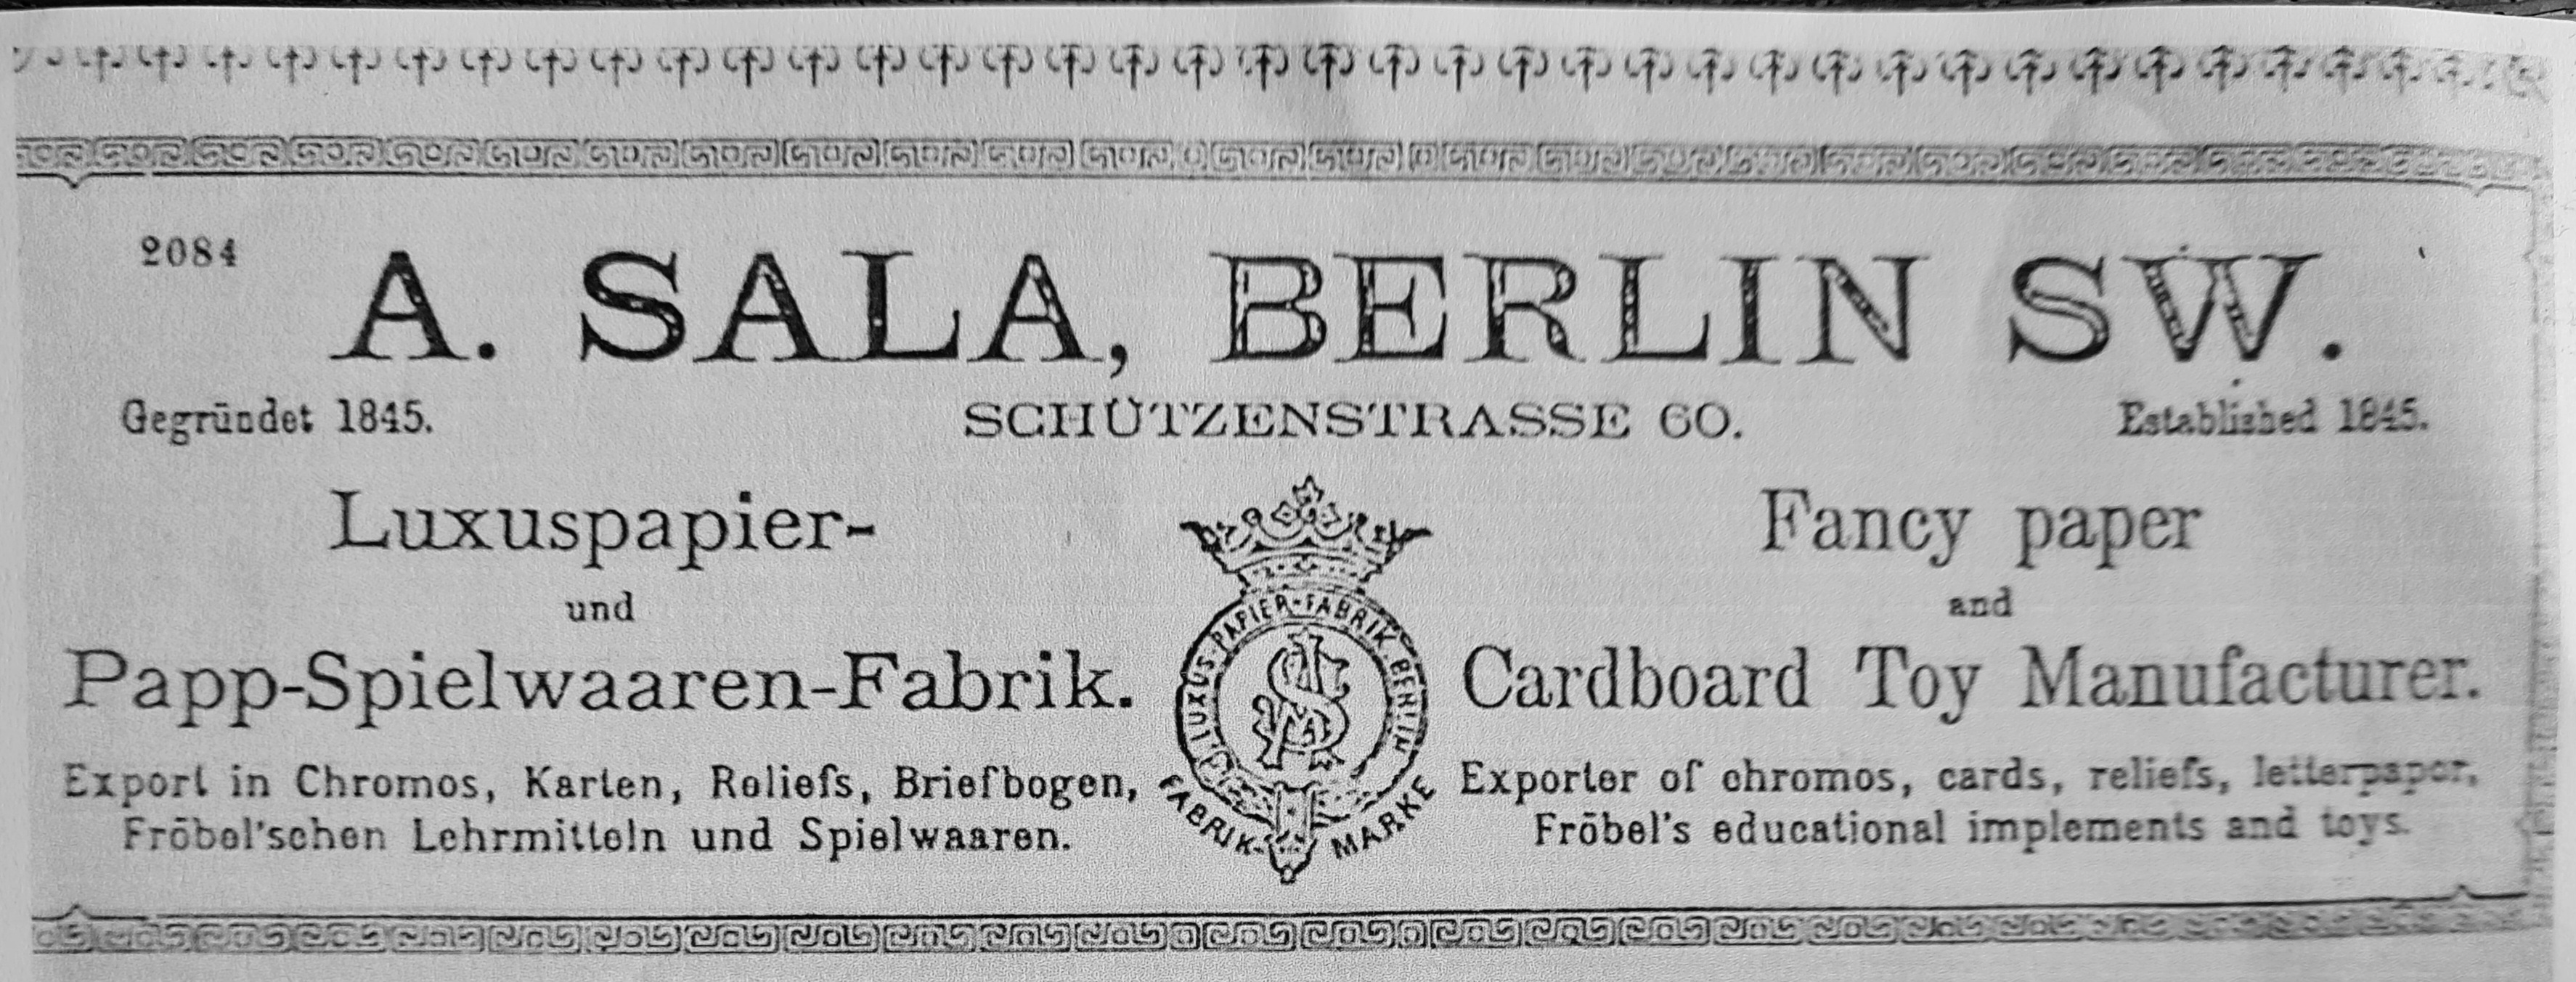 2084
A. SALA, BERLIN SW.
Gegründet 1845.
SCHÜTZENSTRASSE 60.
Established 1845.
Luxuspapier-
und
Papp-Spielwaaren-Fabrik.
Export in Chromos, Karten, Reliefs, Briefbogen,
Fröbel'schen Lehrmitteln und Spielwaaren.
LUXUS-PAPIER-FABRIK BERLIN
FABRIK-MARKE
Fancy paper
and
Cardboard Toy Manufacturer.
Exporter of chromos, cards, reliefs, letterpaper,
Fröbel's educational implements and toys.